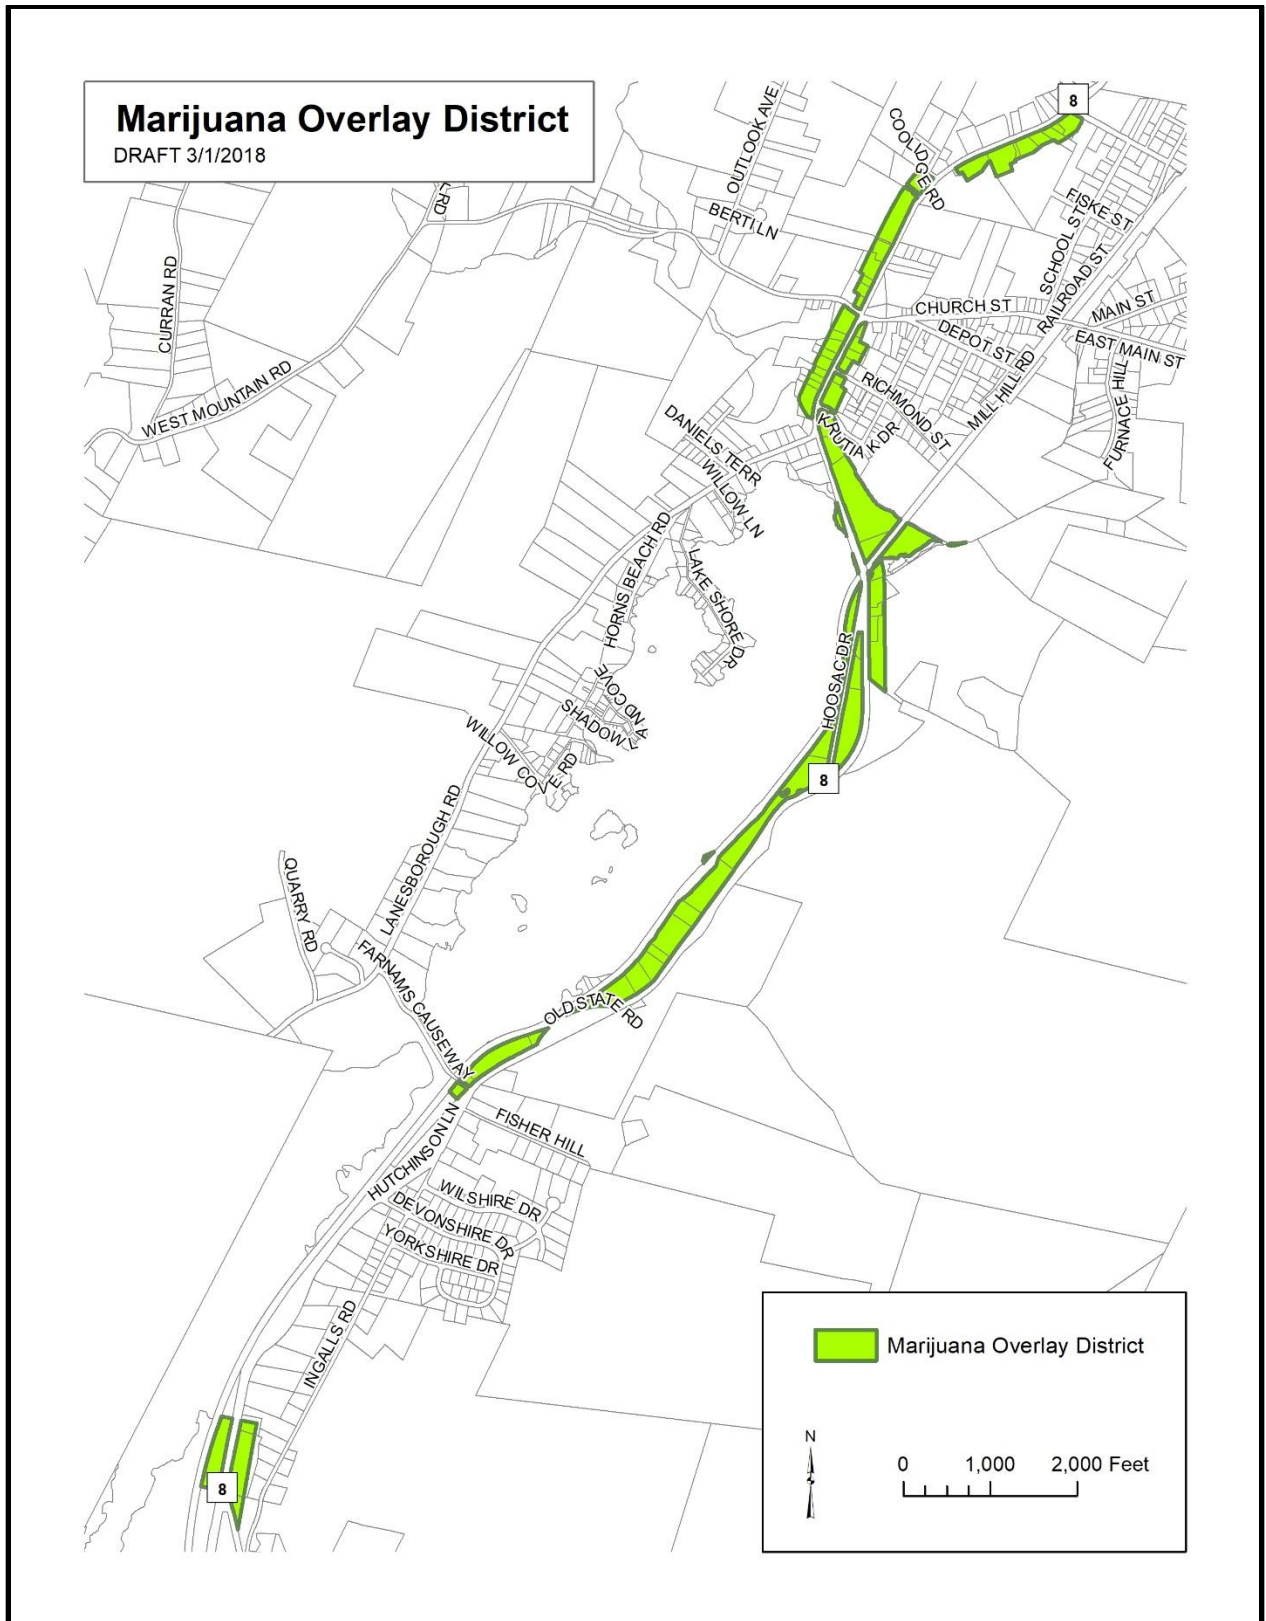 Marijuana Overlay District
DRAFT 3/1/2018
8
OUTLOOK AVE
COOLIDGE RD
L RD
BERTI LN
FISKE ST
SCHOOL ST
RAILROAD ST
CURRAN RD
CHURCH ST
MAIN ST
DEPOT ST
EAST MAIN ST
WEST MOUNTAIN RD
RICHMOND ST
MILL HILL RD
FURNACE HILL
KRUTIAK DR
DANIELS TERR
WILLOW LN
HORNS BEACH RD
LAKE SHORE DR
HOOSAC DR
SHADOW LAND COVE
WILLOW COVE RD
8
LANESBOROUGH RD
QUARRY RD
FARNAMS CAUSEWAY
OLD STATE RD
HUTCHINSON LN
FISHER HILL
WILSHIRE DR
DEVONSHIRE DR
YORKSHIRE DR
INGALLS RD
8
Marijuana Overlay District
N
0 1,000 2,000 Feet